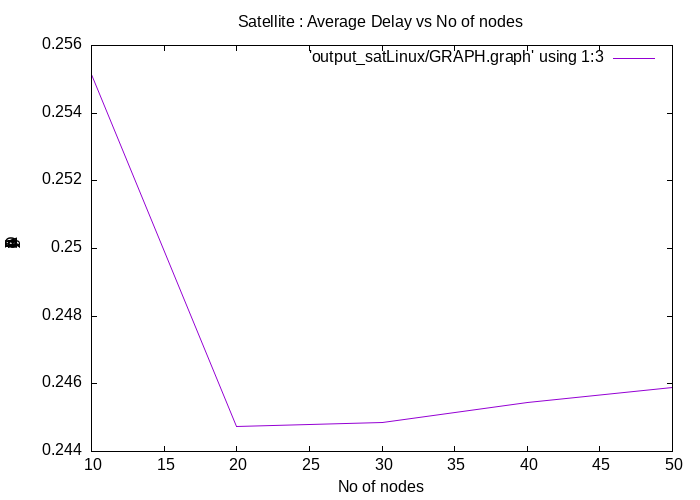 Satellite : Average Delay vs No of nodes
'output_satLinux/GRAPH.graph' using 1:3
0.256
0.254
0.252
0.25
0.248
0.246
0.244
10 15 20 25 30 35 40 45 50
No of nodes